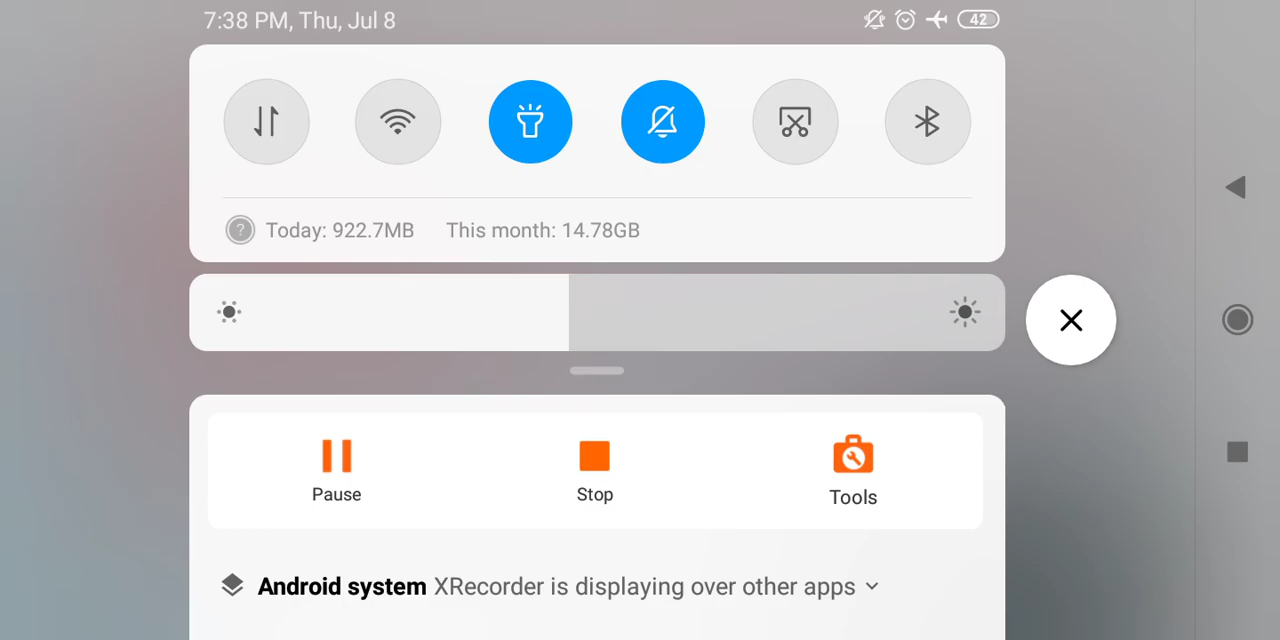 7:38 PM, Thu, Jul 8
42
? Today: 922.7MB This month: 14.78GB
Pause Stop Tools
Android system XRecorder is displaying over other apps